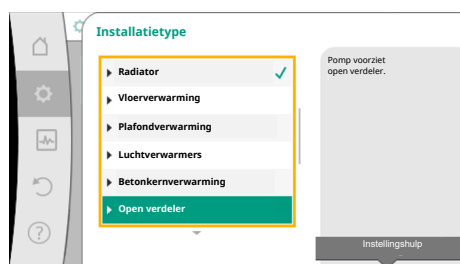 Installatietype
Radiator
Vloerverwarming
Plafondverwarming
Luchtverwarmers
Betonkernverwarming
Open verdeler
Pomp voorziet
open verdeler.
Instellingshulp